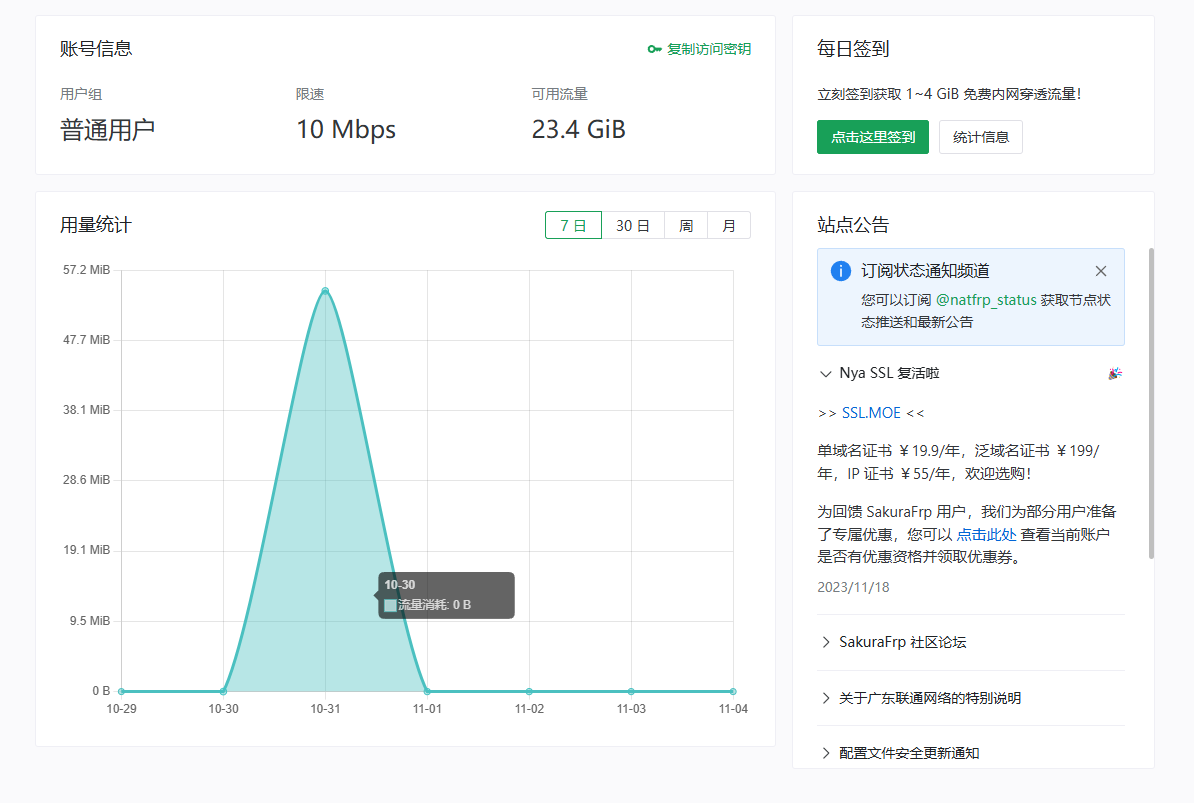 账号信息
复制访问密钥
用户组
限速
可用流量
普通用户
10 Mbps
23.4 GiB
每日签到
立刻签到获取 1~4 GiB 免费内网穿透流量！
点击这里签到
统计信息
用量统计
7 日
30 日
周
月
57.2 MiB
47.7 MiB
38.1 MiB
28.6 MiB
19.1 MiB
9.5 MiB
0 B
10-30
流量消耗: 0 B
10-29
10-30
10-31
11-01
11-02
11-03
11-04
站点公告
订阅状态通知频道
您可以订阅 @natfrp_status 获取节点状
态推送和最新公告
Nya SSL 复活啦
>> SSL.MOE <<
单域名证书 ￥19.9/年，泛域名证书 ￥199/
年，IP 证书 ￥55/年，欢迎选购！
为回馈 SakuraFrp 用户，我们为部分用户准备
了专属优惠，您可以 点击此处 查看当前账户
是否有优惠资格并领取优惠券。
2023/11/18
SakuraFrp 社区论坛
关于广东联通网络的特别说明
配置文件安全更新通知